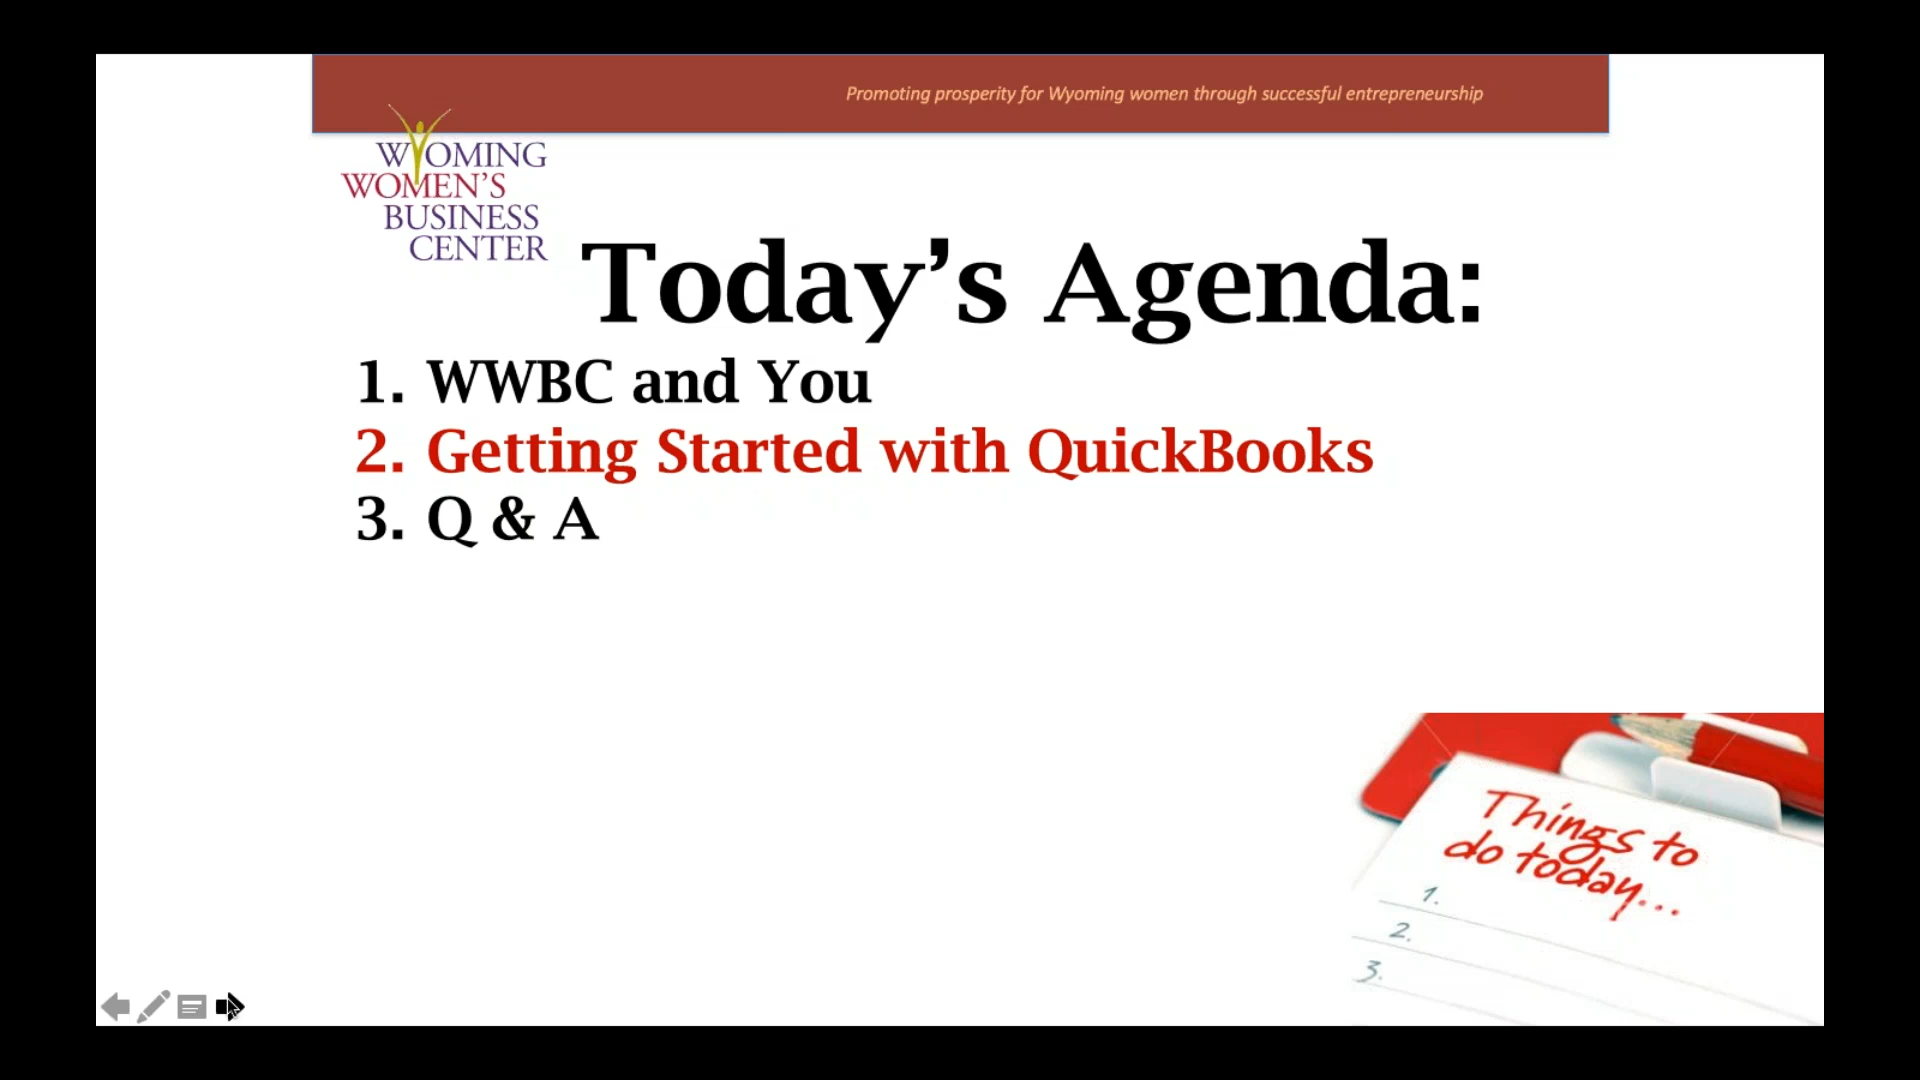 Promoting prosperity for Wyoming women through successful entrepreneurship
WYOMING
WOMEN'S
BUSINESS
CENTER
Today’s Agenda:
1. WWBC and You
2. Getting Started with QuickBooks
3. Q & A
Things to
do today...
1.
2.
3.